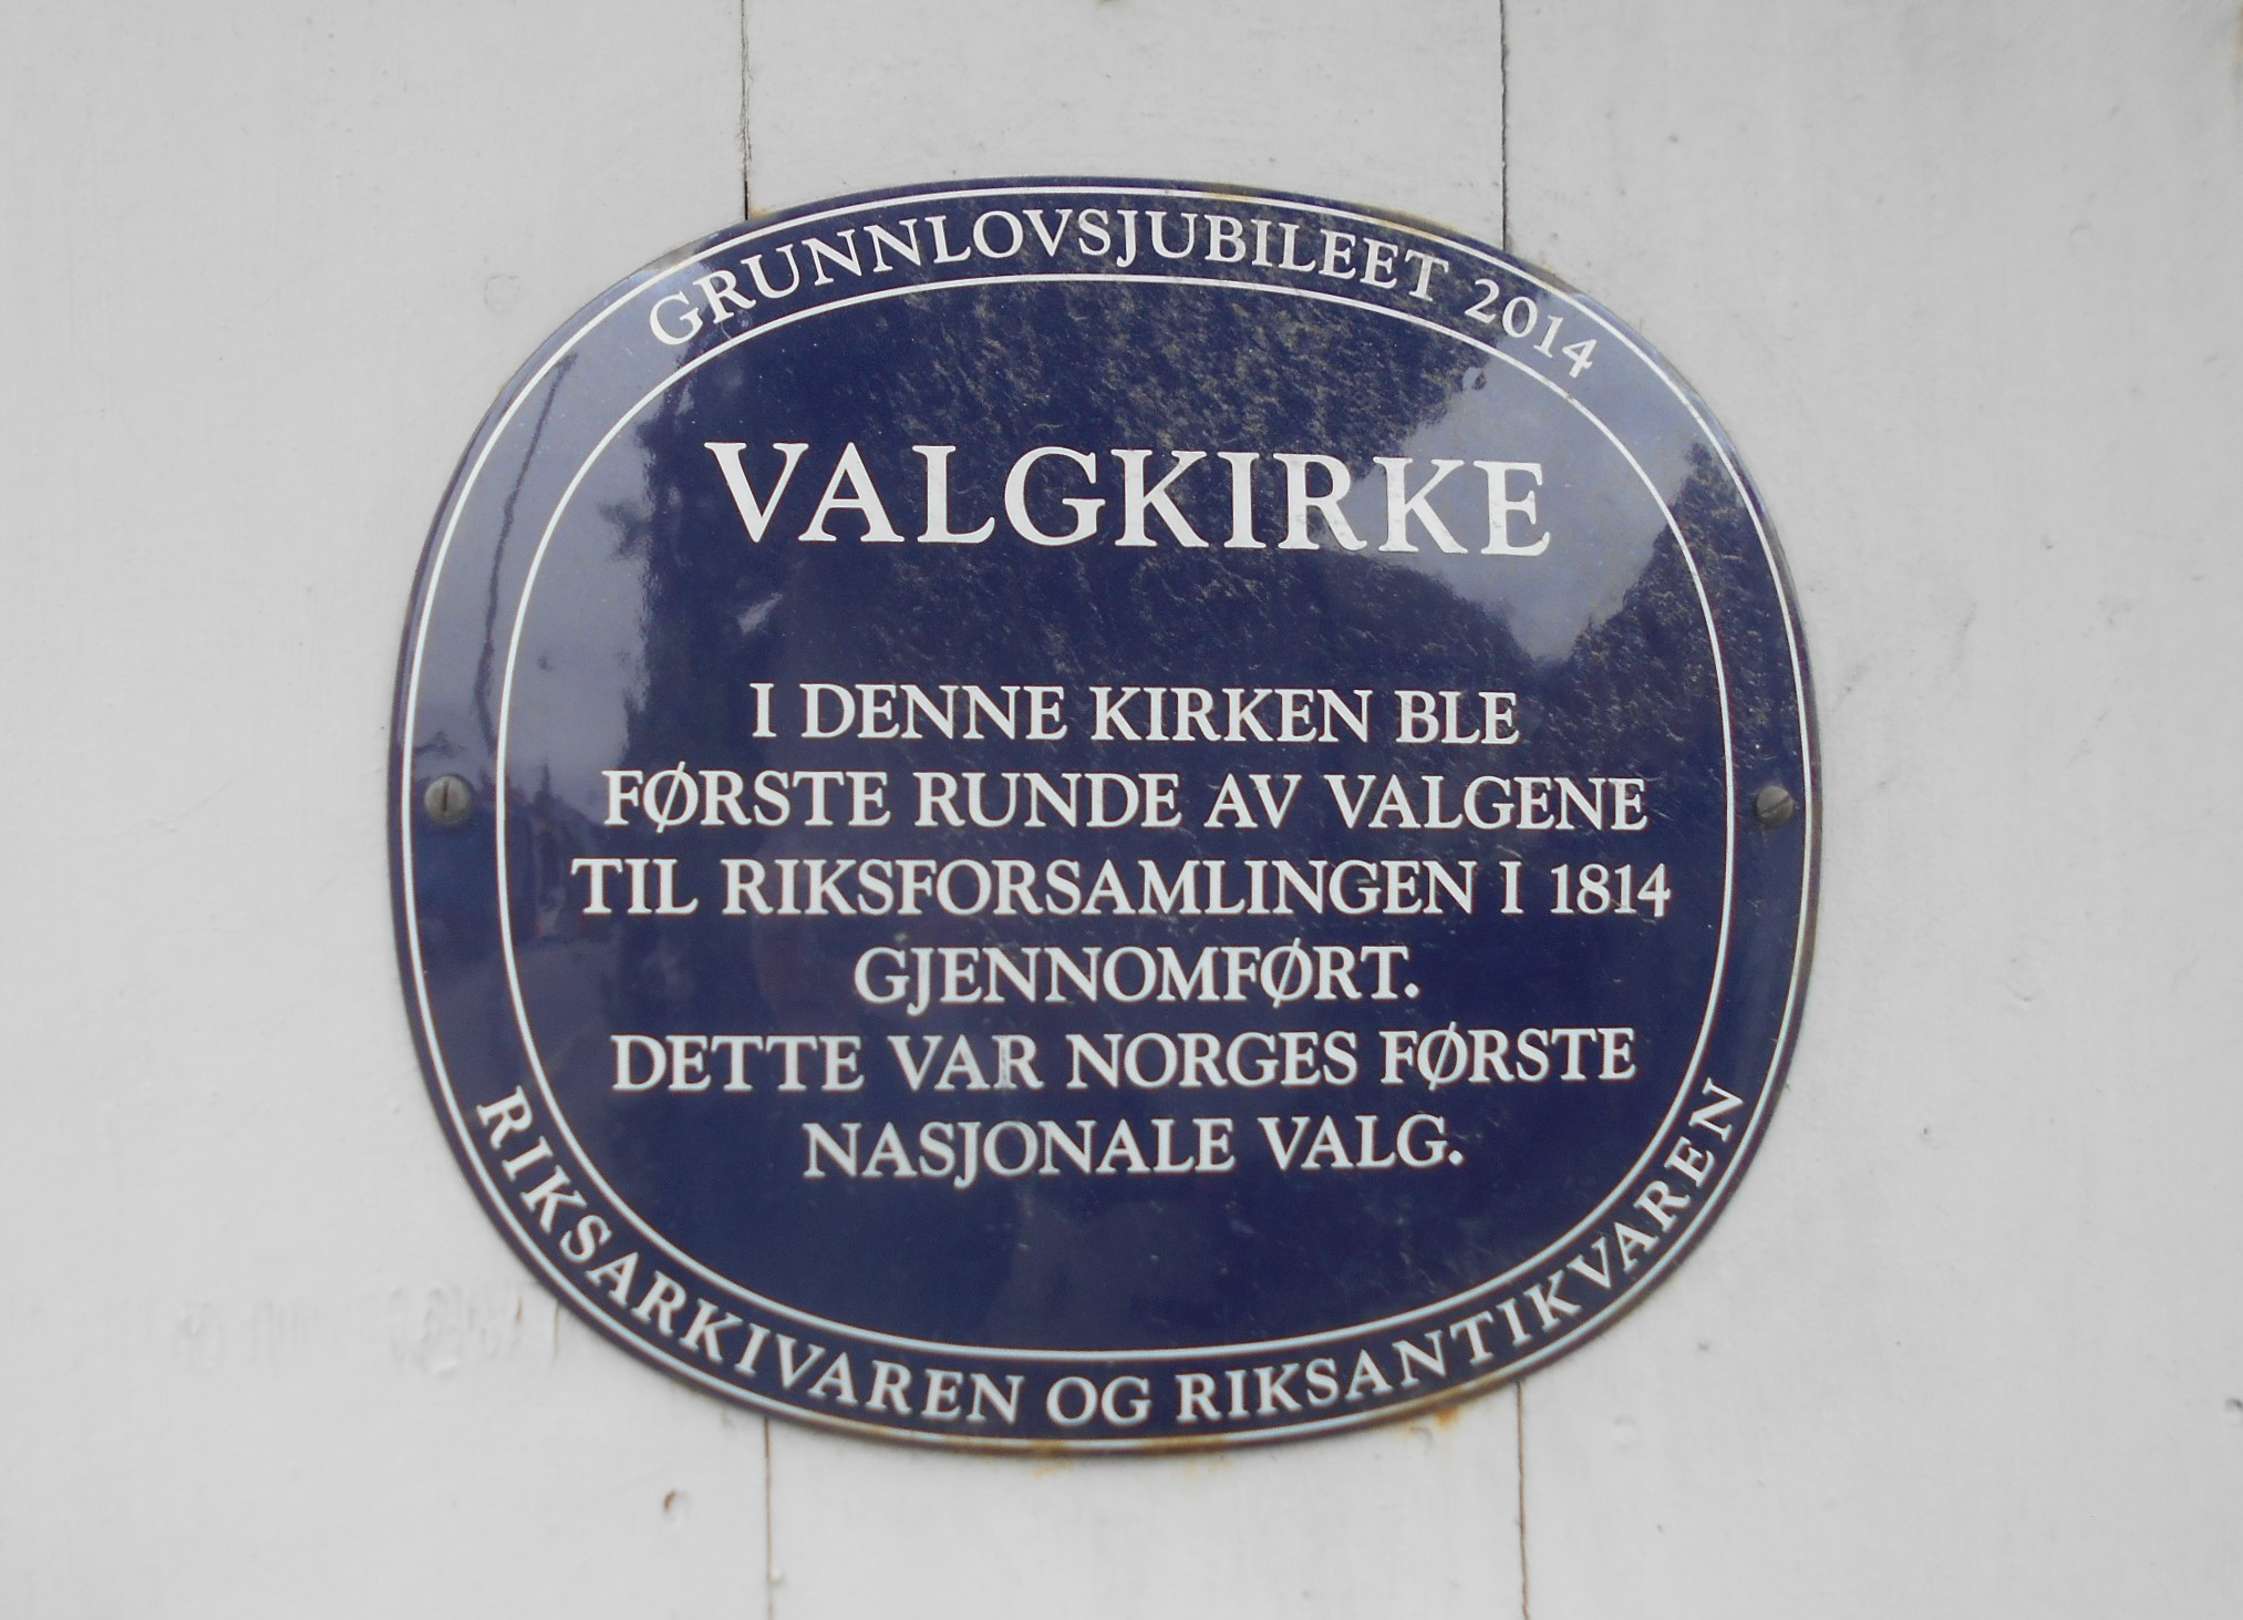 GRUNNLOVSJUBILEET 2014
VALGKIRKE
I DENNE KIRKEN BLE
FØRSTE RUNDE AV VALGENE
TIL RIKSFORSAMLINGEN I 1814
GJENNOMFØRT.
DETTE VAR NORGES FØRSTE
NASJONALE VALG.
RIKSARKIVAREN OG RIKSANTIKVAREN